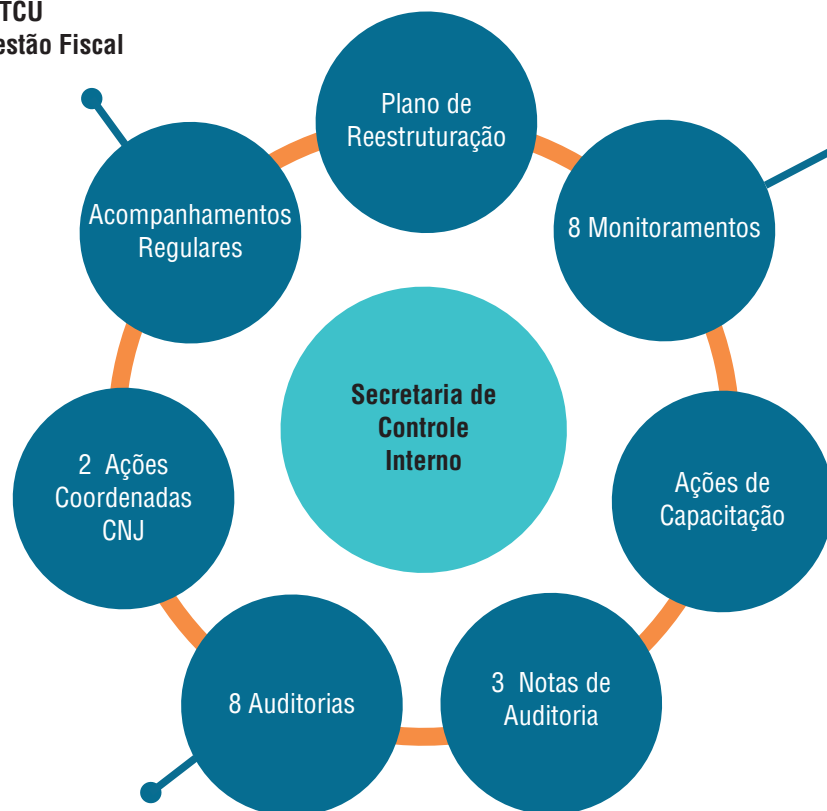 TCU
estão Fiscal
Plano de
Reestruturação
Acompanhamentos
Regulares
8 Monitoramentos
Secretaria de
Controle
Interno
2 Ações
Coordenadas
CNJ
Ações de
Capacitação
8 Auditorias
3 Notas de
Auditoria